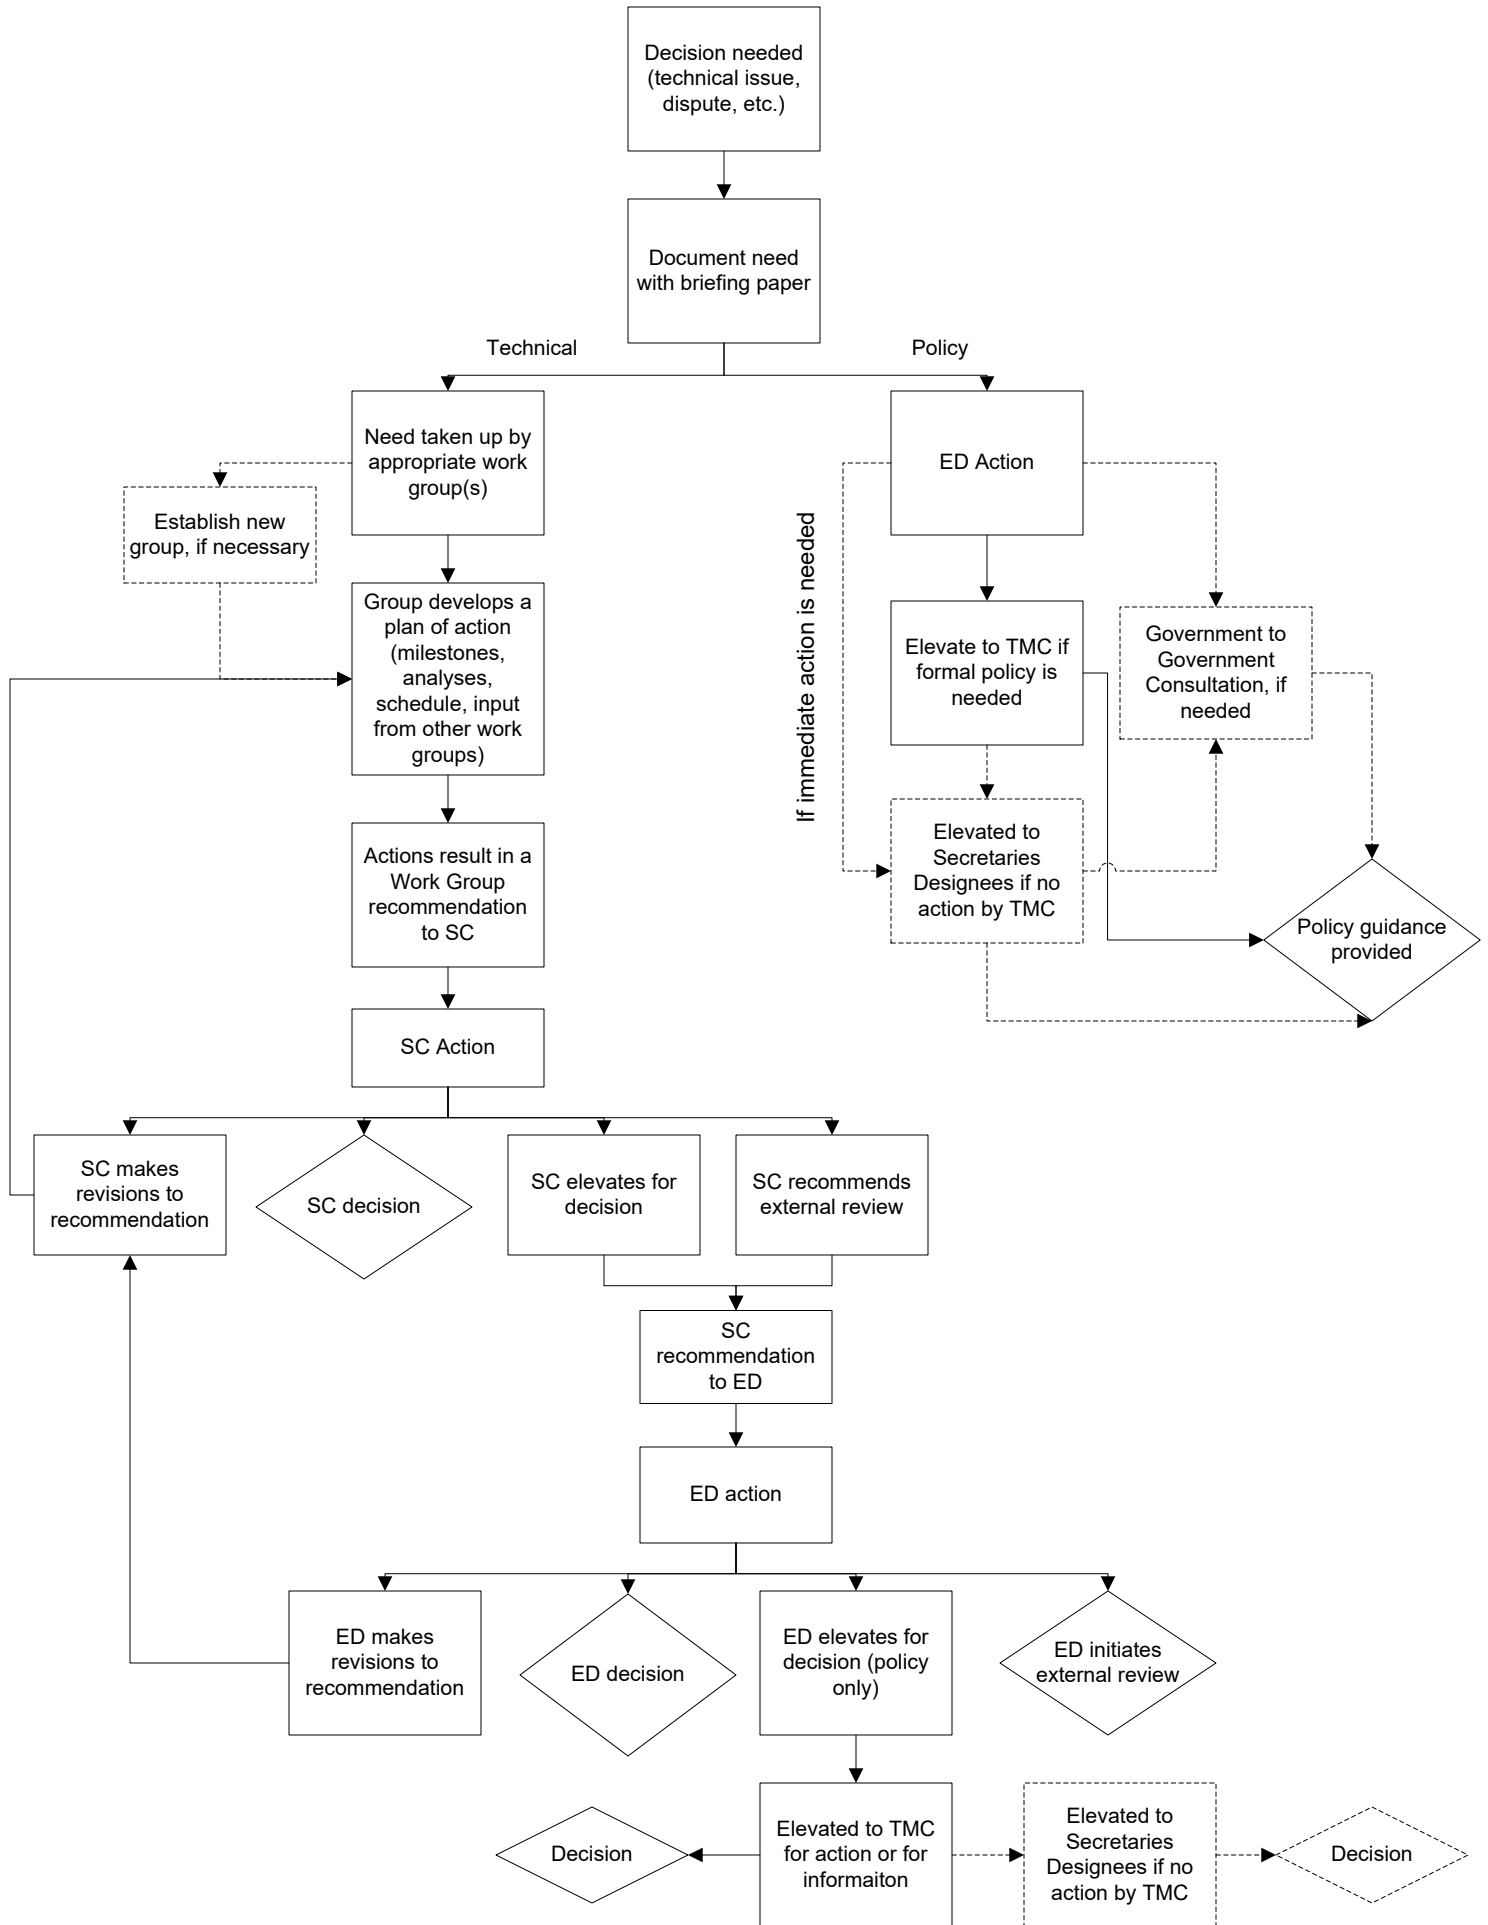 Decision needed
(technical issue,
dispute, etc.)
Document need
with briefing paper
Technical
Policy
Need taken up by
appropriate work
group(s)
ED Action
Establish new
group, if necessary
If immediate action is needed
Group develops a
plan of action
(milestones,
analyses,
schedule, input
from other work
groups)
Elevate to TMC if
formal policy is
needed
Government to
Government
Consultation, if
needed
Actions result in a
Work Group
recommendation
to SC
Elevated to
Secretaries
Designees if no
action by TMC
Policy guidance
provided
SC Action
SC makes
revisions to
recommendation
SC decision
SC elevates for
decision
SC recommends
external review
SC
recommendation
to ED
ED action
ED makes
revisions to
recommendation
ED decision
ED elevates for
decision (policy
only)
ED initiates
external review
Decision
Elevated to TMC
for action or for
informaiton
Elevated to
Secretaries
Designees if no
action by TMC
Decision